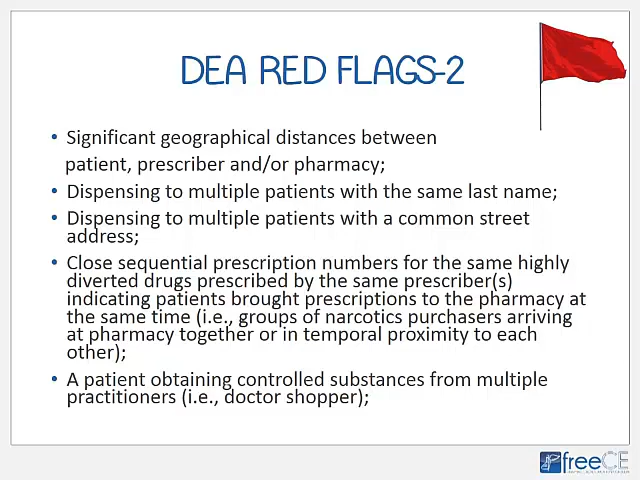 DEA RED FLAGS-2
• Significant geographical distances between
patient, prescriber and/or pharmacy;
• Dispensing to multiple patients with the same last name;
• Dispensing to multiple patients with a common street
address;
• Close sequential prescription numbers for the same highly
diverted drugs prescribed by the same prescriber(s)
indicating patients brought prescriptions to the pharmacy at
the same time (i.e., groups of narcotics purchasers arriving
at pharmacy together or in temporal proximity to each
other);
• A patient obtaining controlled substances from multiple
practitioners (i.e., doctor shopper);
freeCE